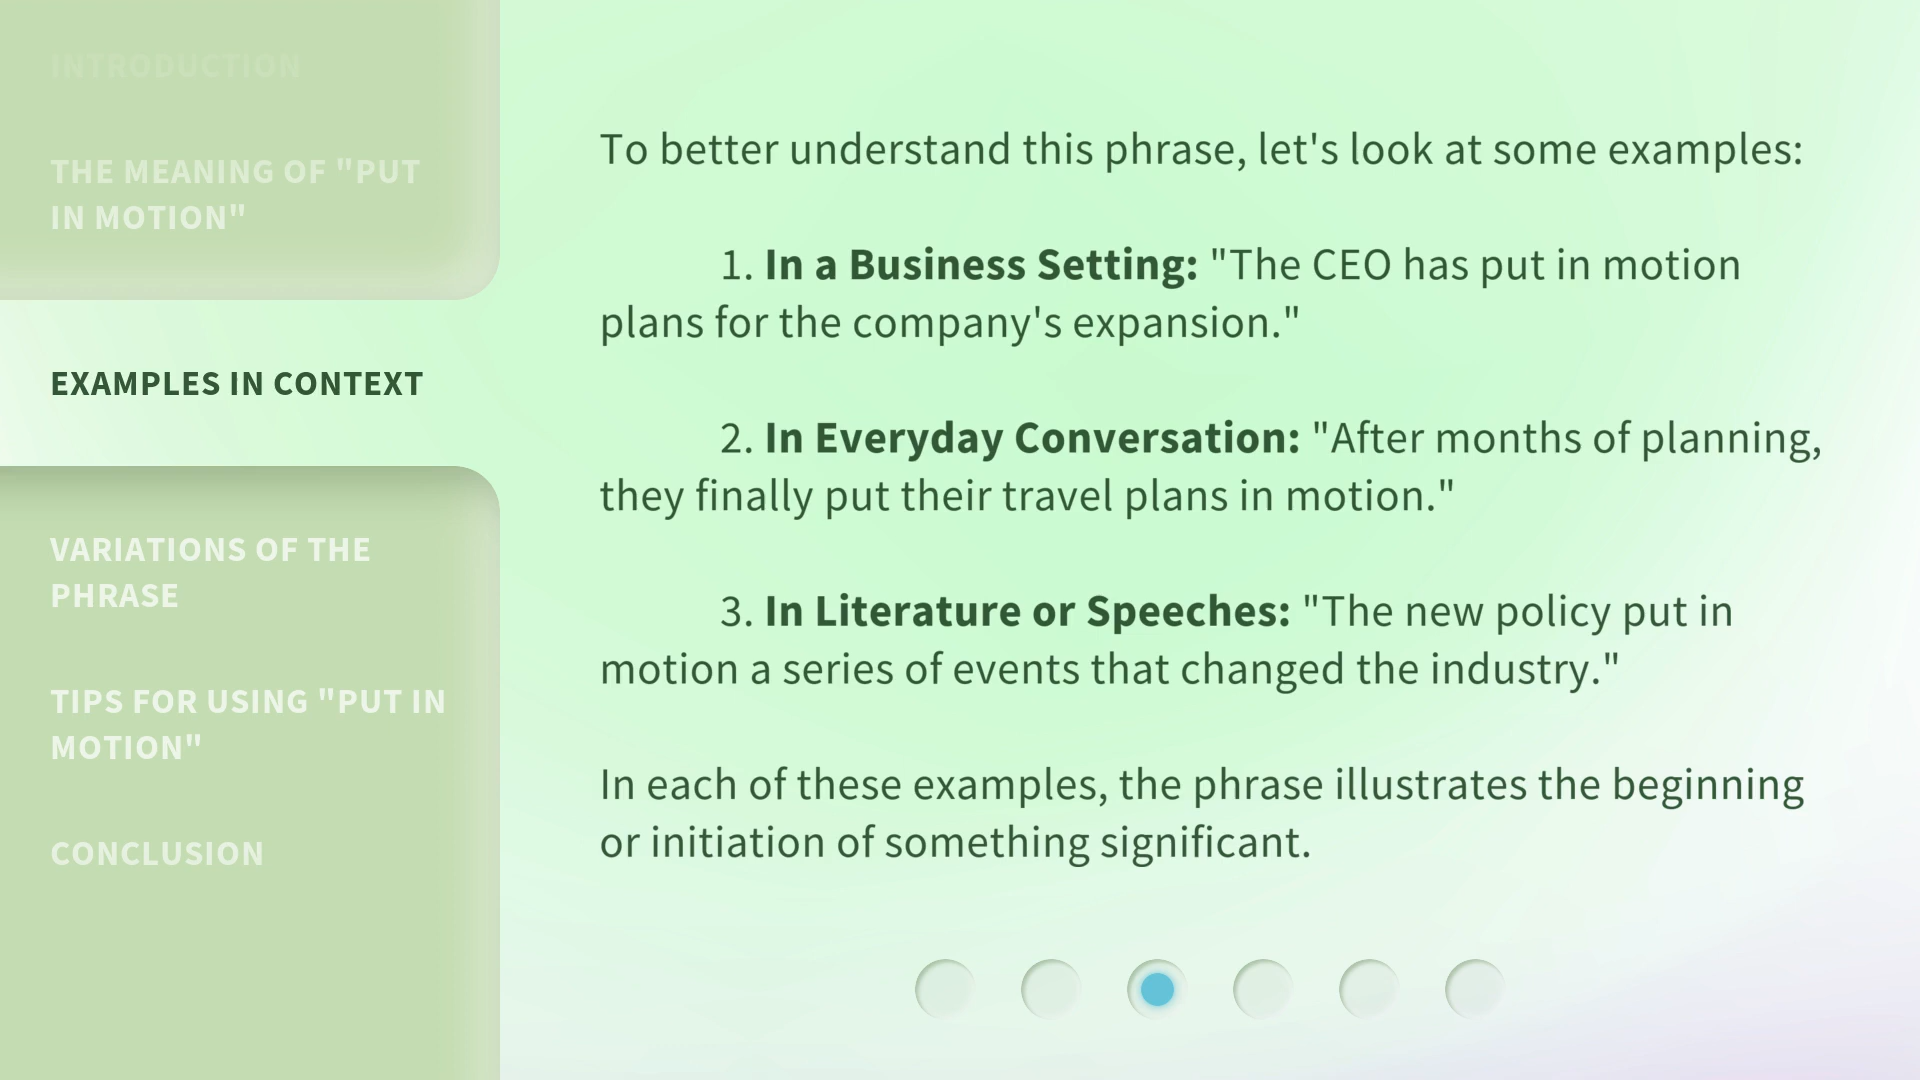 INTRODUCTION
THE MEANING OF "PUT
IN MOTION"
EXAMPLES IN CONTEXT
VARIATIONS OF THE
PHRASE
TIPS FOR USING "PUT IN
MOTION"
CONCLUSION
To better understand this phrase, let's look at some examples:
1. In a Business Setting: "The CEO has put in motion
plans for the company's expansion."
2. In Everyday Conversation: "After months of planning,
they finally put their travel plans in motion."
3. In Literature or Speeches: "The new policy put in
motion a series of events that changed the industry."
In each of these examples, the phrase illustrates the beginning
or initiation of something significant.